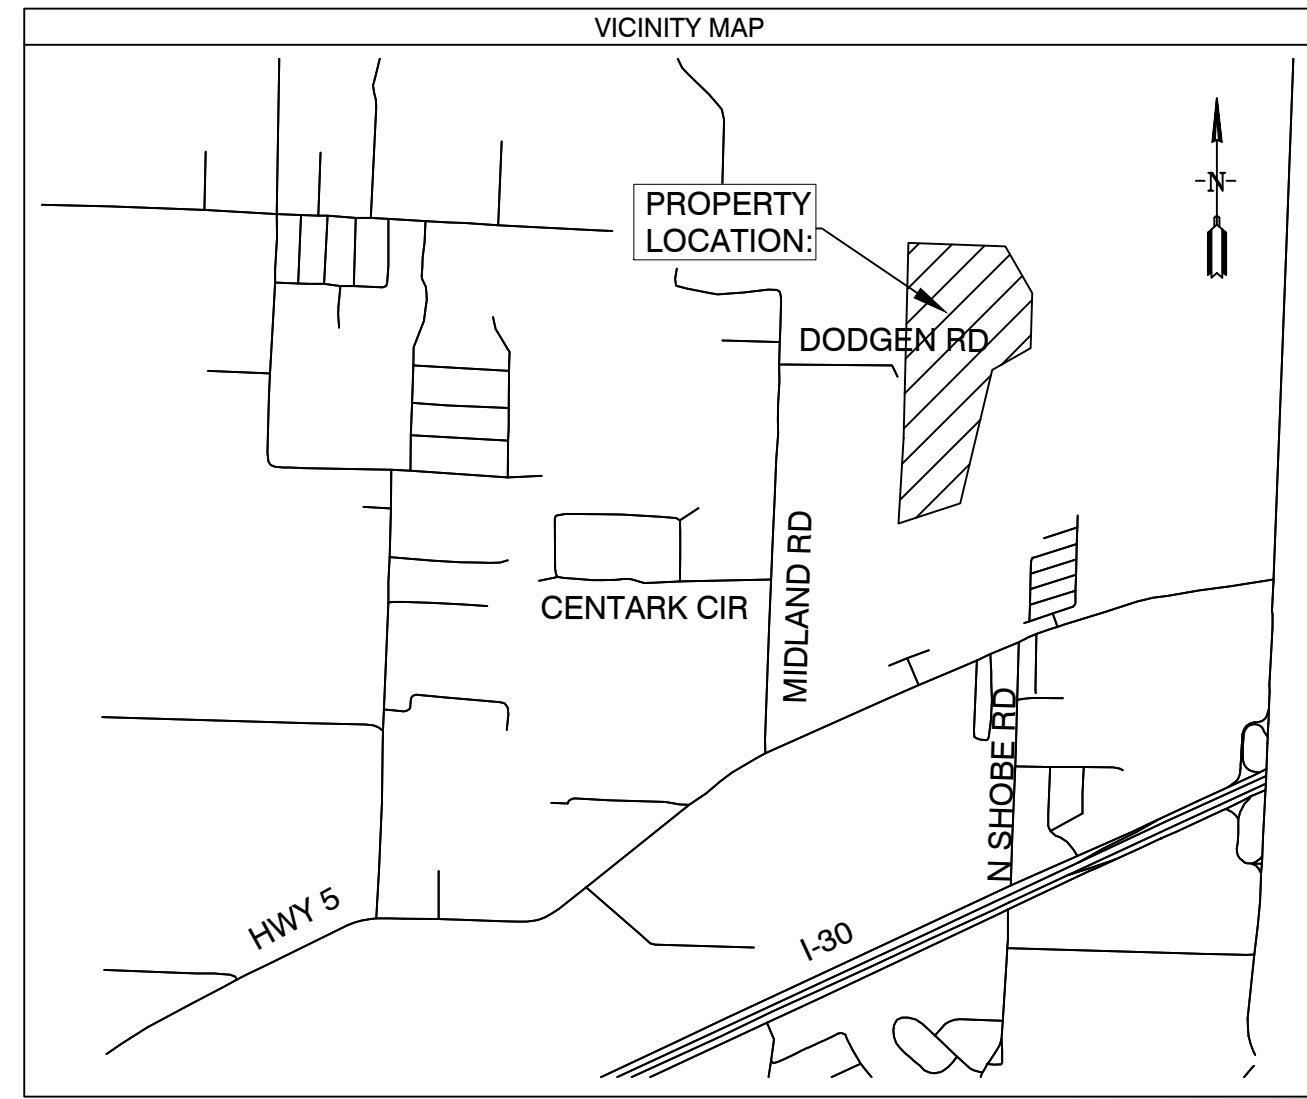 VICINITY MAP
-N-
PROPERTY
LOCATION:
DODGEN RD
MIDLAND RD
CENTARK CIR
N SHOBE RD
HWY 5
I-30